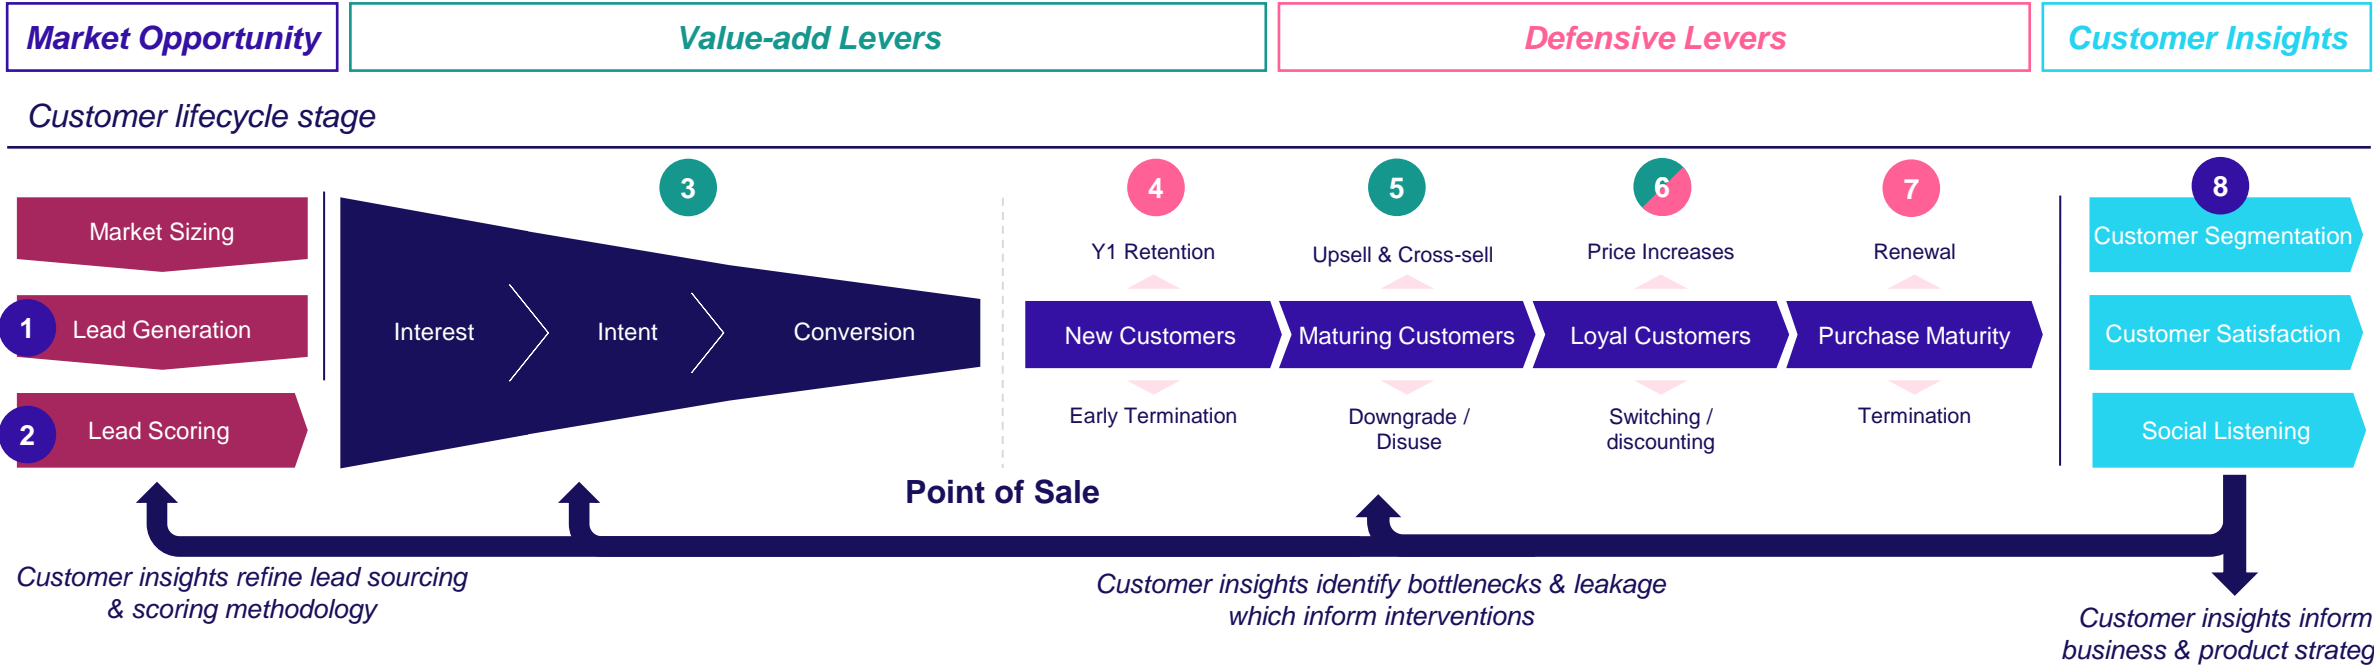 Market Opportunity
Value-add Levers
Defensive Levers
Customer Insights
Customer lifecycle stage
3
4
5
6
7
8
Market Sizing
1
Lead Generation
2
Lead Scoring
Interest
Intent
Conversion
Y1 Retention
Upsell & Cross-sell
Price Increases
Renewal
New Customers
Maturing Customers
Loyal Customers
Purchase Maturity
Early Termination
Downgrade /
Disuse
Switching /
discounting
Termination
Customer Segmentation
Customer Satisfaction
Social Listening
Point of Sale
Customer insights refine lead sourcing
& scoring methodology
Customer insights identify bottlenecks & leakage
which inform interventions
Customer insights inform
business & product strateg